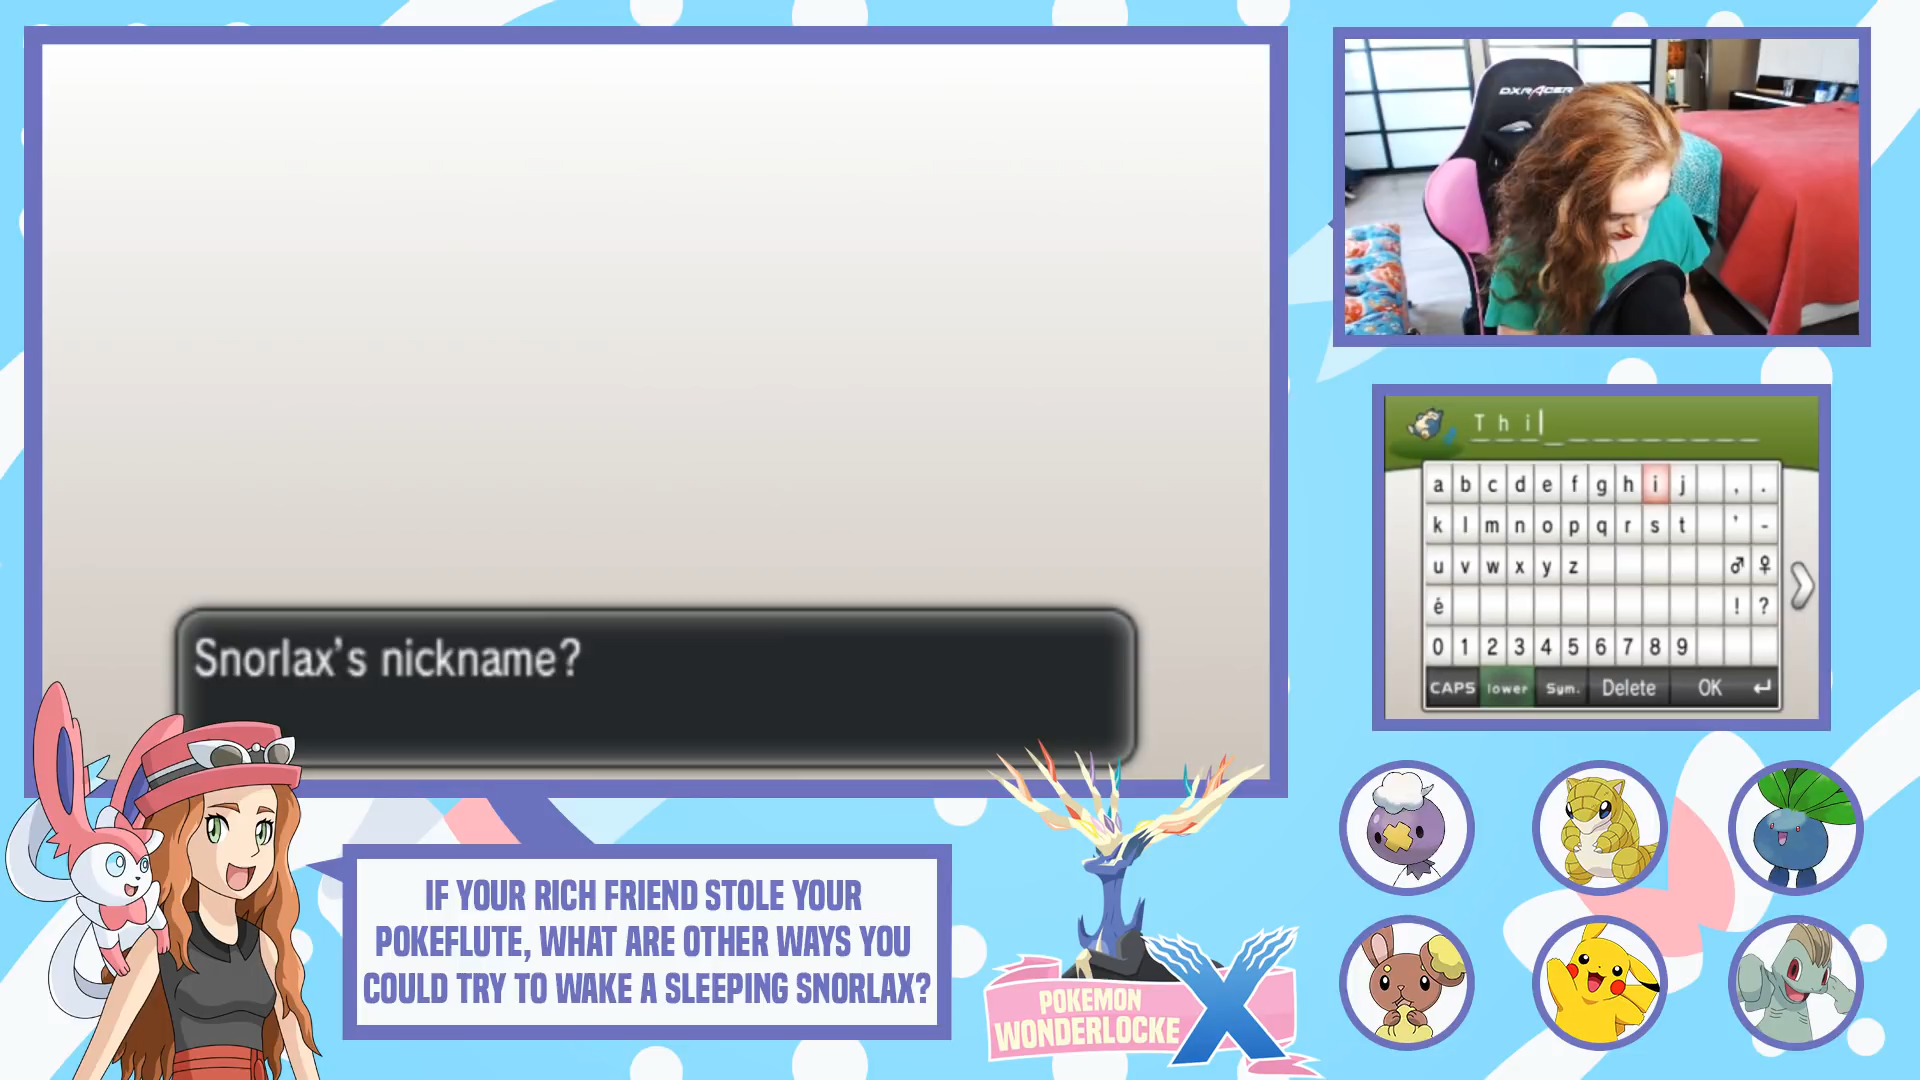 DXRACER
T h i
a b c d e f g h i j , .
k l m n o p q r s t ' -
u v w x y z ♂ ♀
é ! ?
0 1 2 3 4 5 6 7 8 9
CAPS lower Sym. Delete OK ↵
Snorlax's nickname?
IF YOUR RICH FRIEND STOLE YOUR
POKEFLUTE, WHAT ARE OTHER WAYS YOU
COULD TRY TO WAKE A SLEEPING SNORLAX?
POKEMON
WONDERLOCKE
X